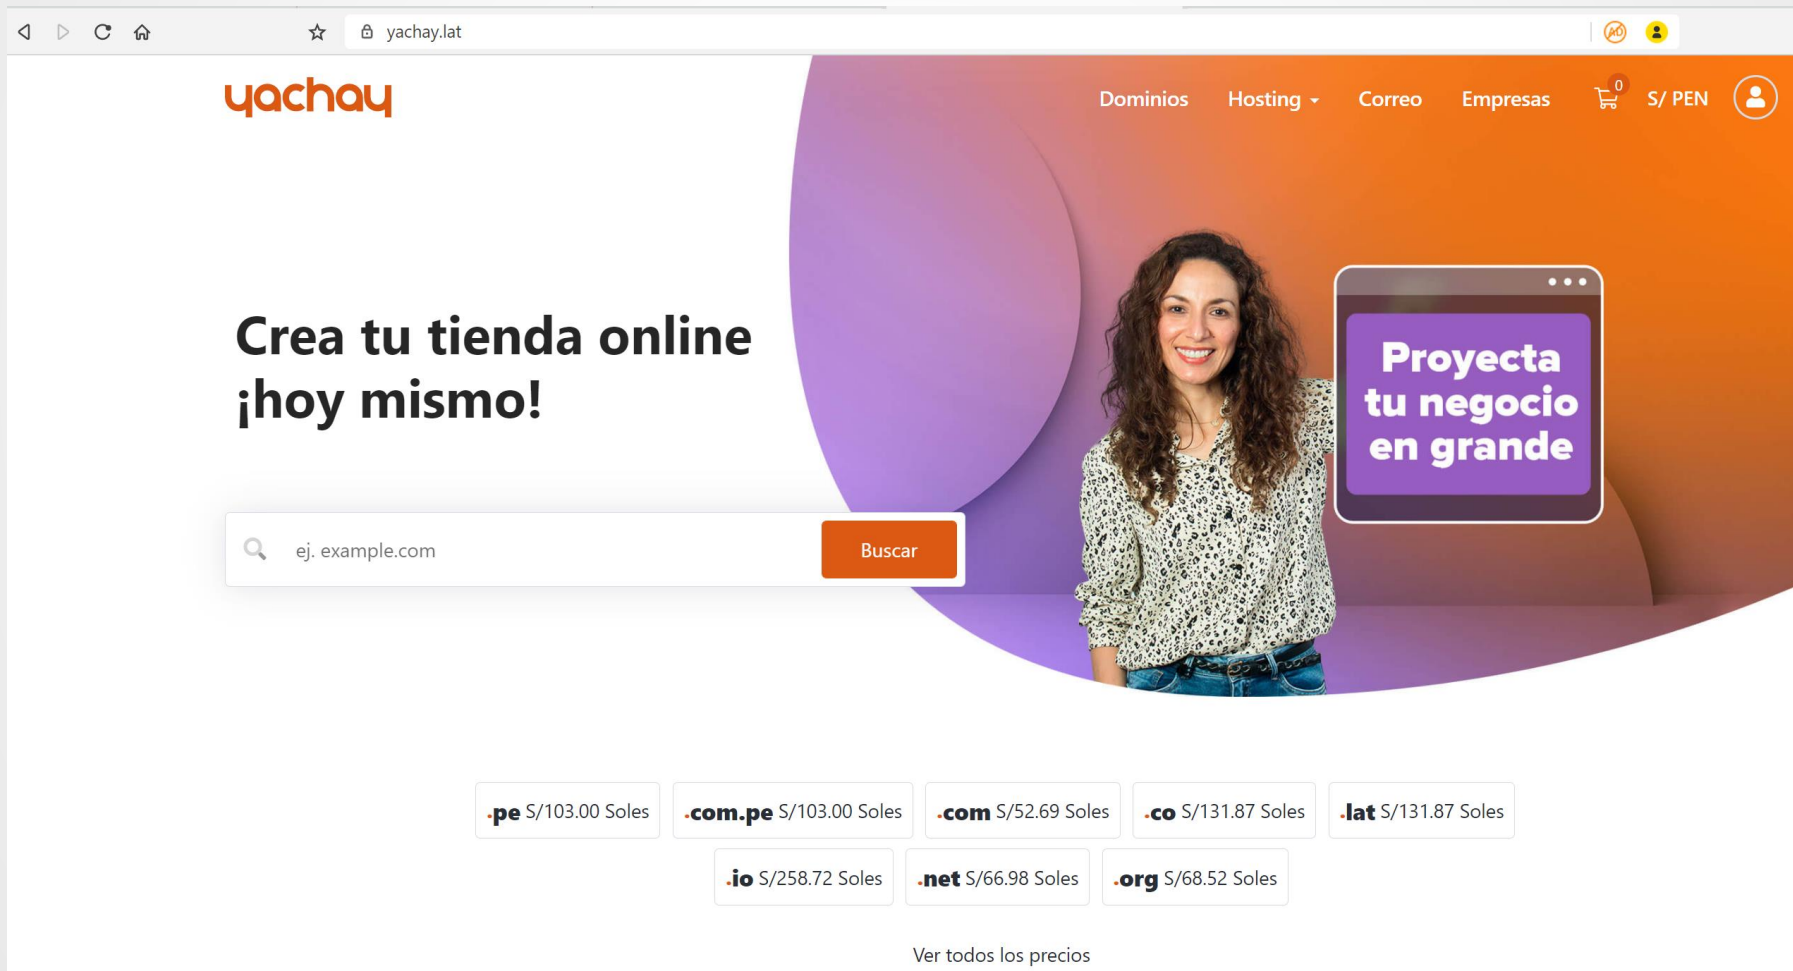 yachay.lat
yachay
Dominios Hosting Correo Empresas 0 S/ PEN
Crea tu tienda online
¡hoy mismo!
Proyecta
tu negocio
en grande
ej. example.com Buscar
.pe S/103.00 Soles .com.pe S/103.00 Soles .com S/52.69 Soles .co S/131.87 Soles .lat S/131.87 Soles
.io S/258.72 Soles .net S/66.98 Soles .org S/68.52 Soles
Ver todos los precios